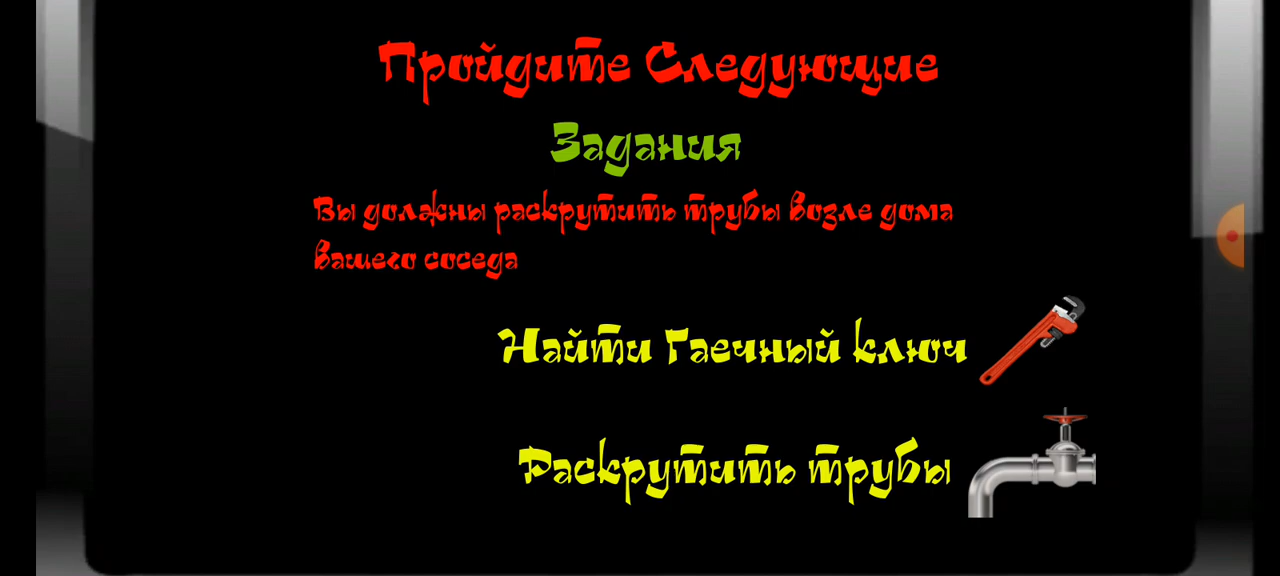 Пройдите Следующие
Задания
Вы должны раскрутить трубы возле дома
вашего соседа
Найти Гаечный ключ
Раскрутить трубы